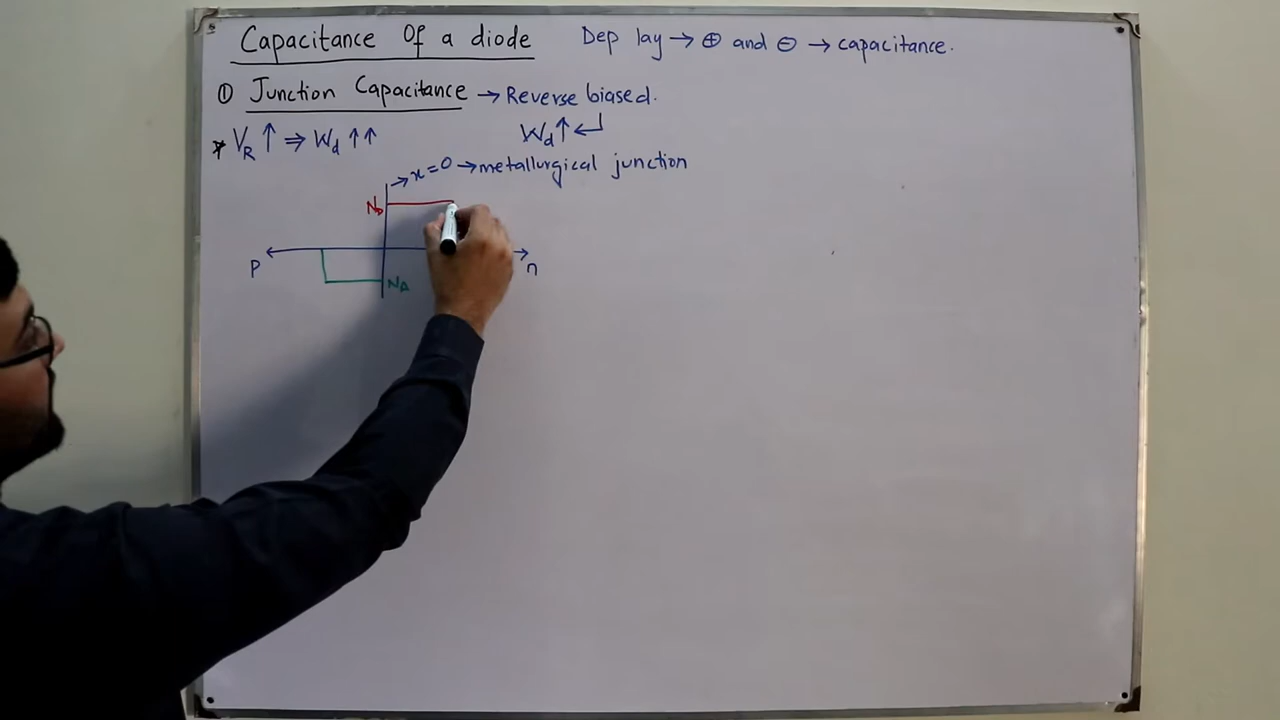 Capacitance Of a diode Dep lay → ⊕ and ⊖ → capacitance.
① Junction Capacitance → Reverse biased.
* V_R ↑ ⇒ W_d ↑↑ W_d ↑ ↵
→ x = 0 → metallurgical junction
N_D
P n
N_A